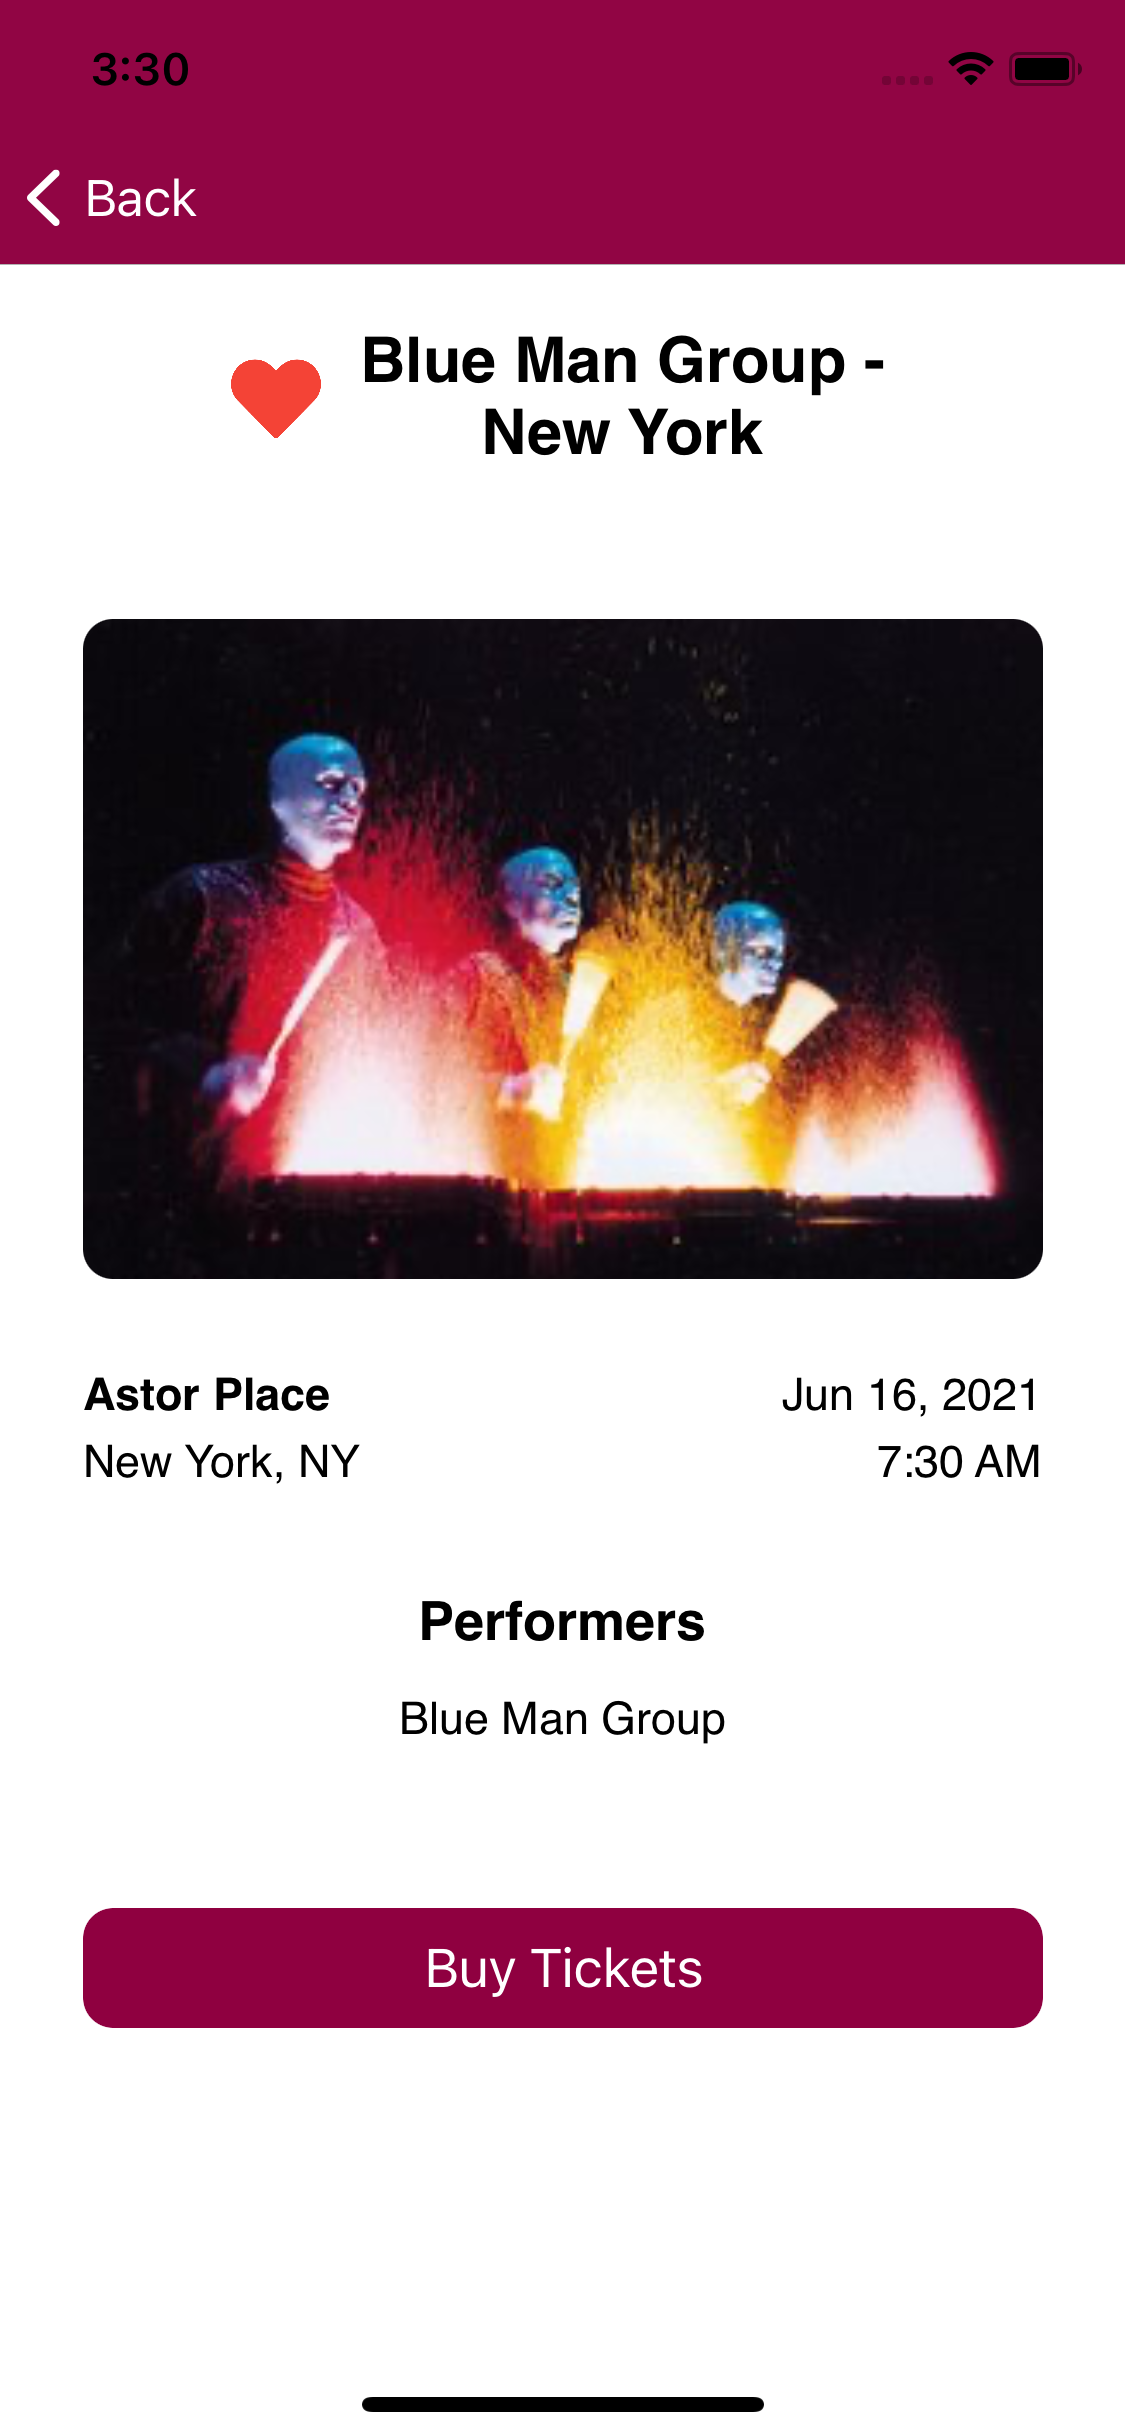 3:30
Back
Blue Man Group -
New York
Astor Place
Jun 16, 2021
New York, NY
7:30 AM
Performers
Blue Man Group
Buy Tickets